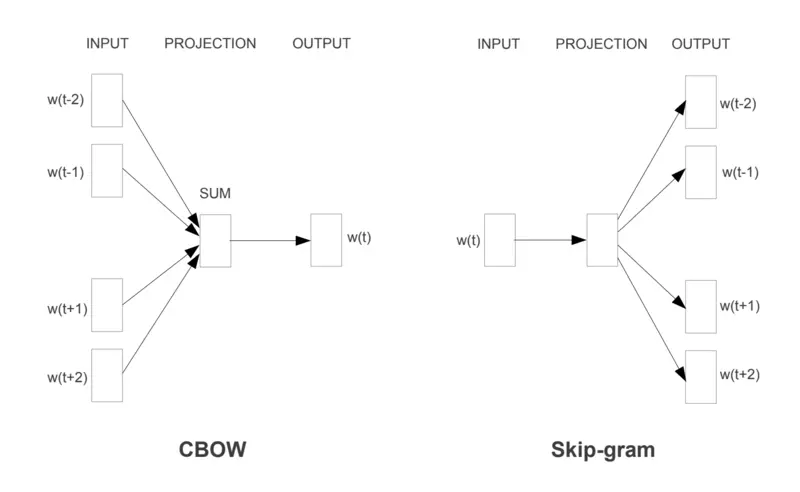 INPUT PROJECTION OUTPUT
w(t-2)
w(t-1)
SUM
w(t)
w(t+1)
w(t+2)
CBOW
INPUT PROJECTION OUTPUT
w(t-2)
w(t-1)
w(t)
w(t+1)
w(t+2)
Skip-gram